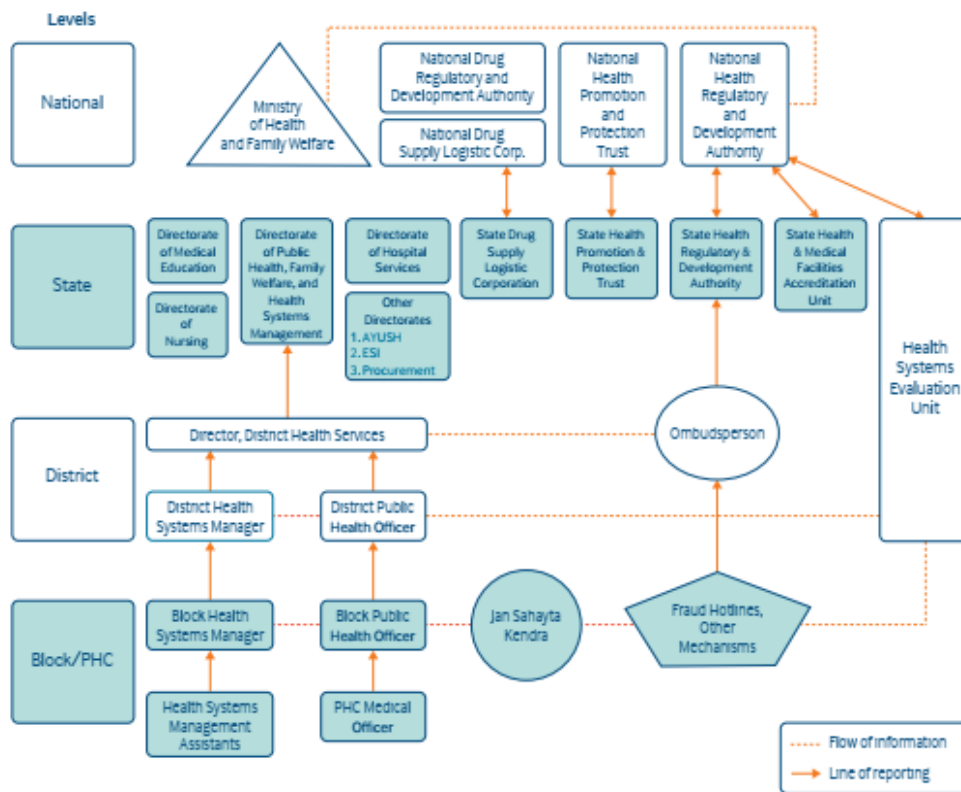 Levels
National
Ministry
of Health
and Family Welfare
National Drug
Regulatory and
Development Authority
National Drug
Supply Logistic Corp.
National
Health
Promotion
and
Protection
Trust
National
Health
Regulatory
and
Development
Authority
State
Directorate
of Medical
Education
Directorate
of
Nursing
Directorate
of Public
Health, Family
Welfare, and
Health
Systems
Management
Directorate
of Hospital
Services
Other
Directorates
1. AYUSH
2. ESI
3. Procurement
State Drug
Supply
Logistic
Corporation
State Health
Promotion &
Protection
Trust
State Health
Regulatory &
Development
Authority
State Health
& Medical
Facilities
Accreditation
Unit
Health
Systems
Evaluation
Unit
District
Director, District Health Services
Ombudsperson
District Health
Systems Manager
District Public
Health Officer
Block/PHC
Block Health
Systems Manager
Block Public
Health Officer
Jan Sahayta
Kendra
Fraud Hotlines,
Other
Mechanisms
Health Systems
Management
Assistants
PHC Medical
Officer
Flow of information
Line of reporting